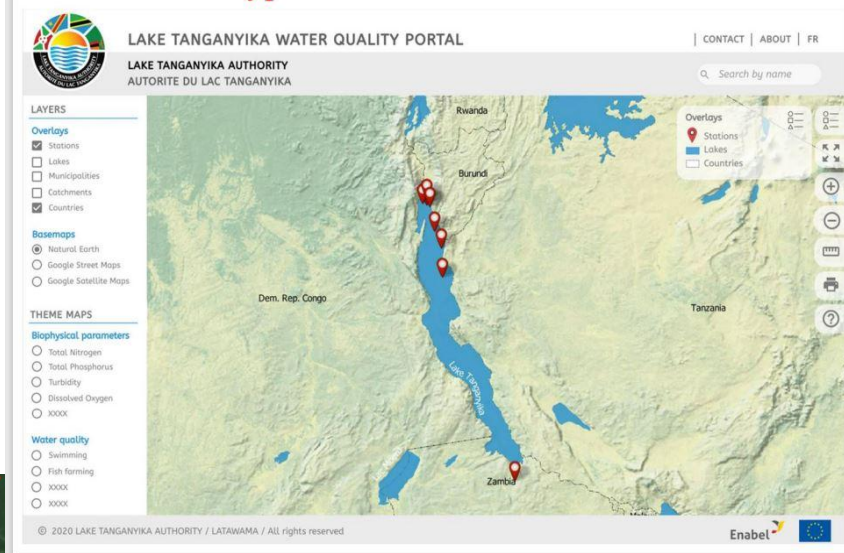 LAKE TANGANYIKA WATER QUALITY PORTAL
| CONTACT | ABOUT | FR
LAKE TANGANYIKA AUTHORITY
AUTORITE DU LAC TANGANYIKA
Search by name
LAYERS
Overlays
Stations
Lakes
Municipalities
Catchments
Countries
Basemaps
Natural Earth
Google Street Maps
Google Satellite Maps
THEME MAPS
Biophysical parameters
Total Nitrogen
Total Phosphorus
Turbidity
Dissolved Oxygen
XXXX
Water quality
Swimming
Fish farming
XXXX
XXXX
Rwanda
Burundi
Dem. Rep. Congo
Tanzania
Lake Tanganyika
Zambia
Overlays
Stations
Lakes
Countries
© 2020 LAKE TANGANYIKA AUTHORITY / LATAWAMA / All rights reserved
Enabel